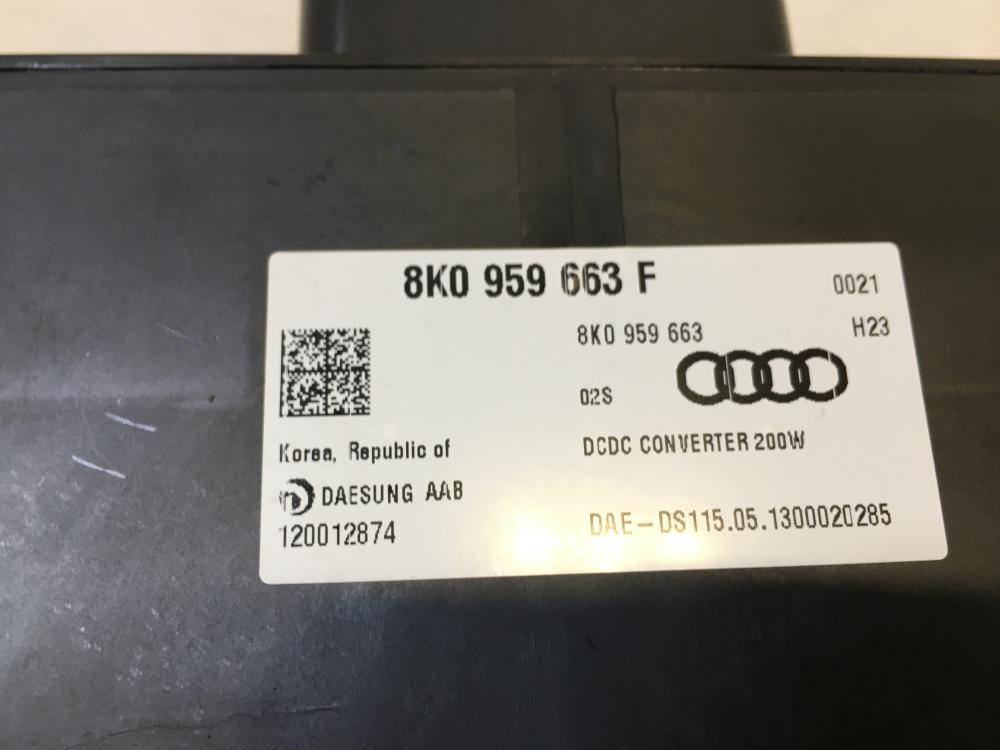 8K0 959 663 F
0021
8K0 959 663
H23
02S
Korea, Republic of
DCDC CONVERTER 200W
DAESUNG AAB
120012874
DAE-DS115.05.1300020285